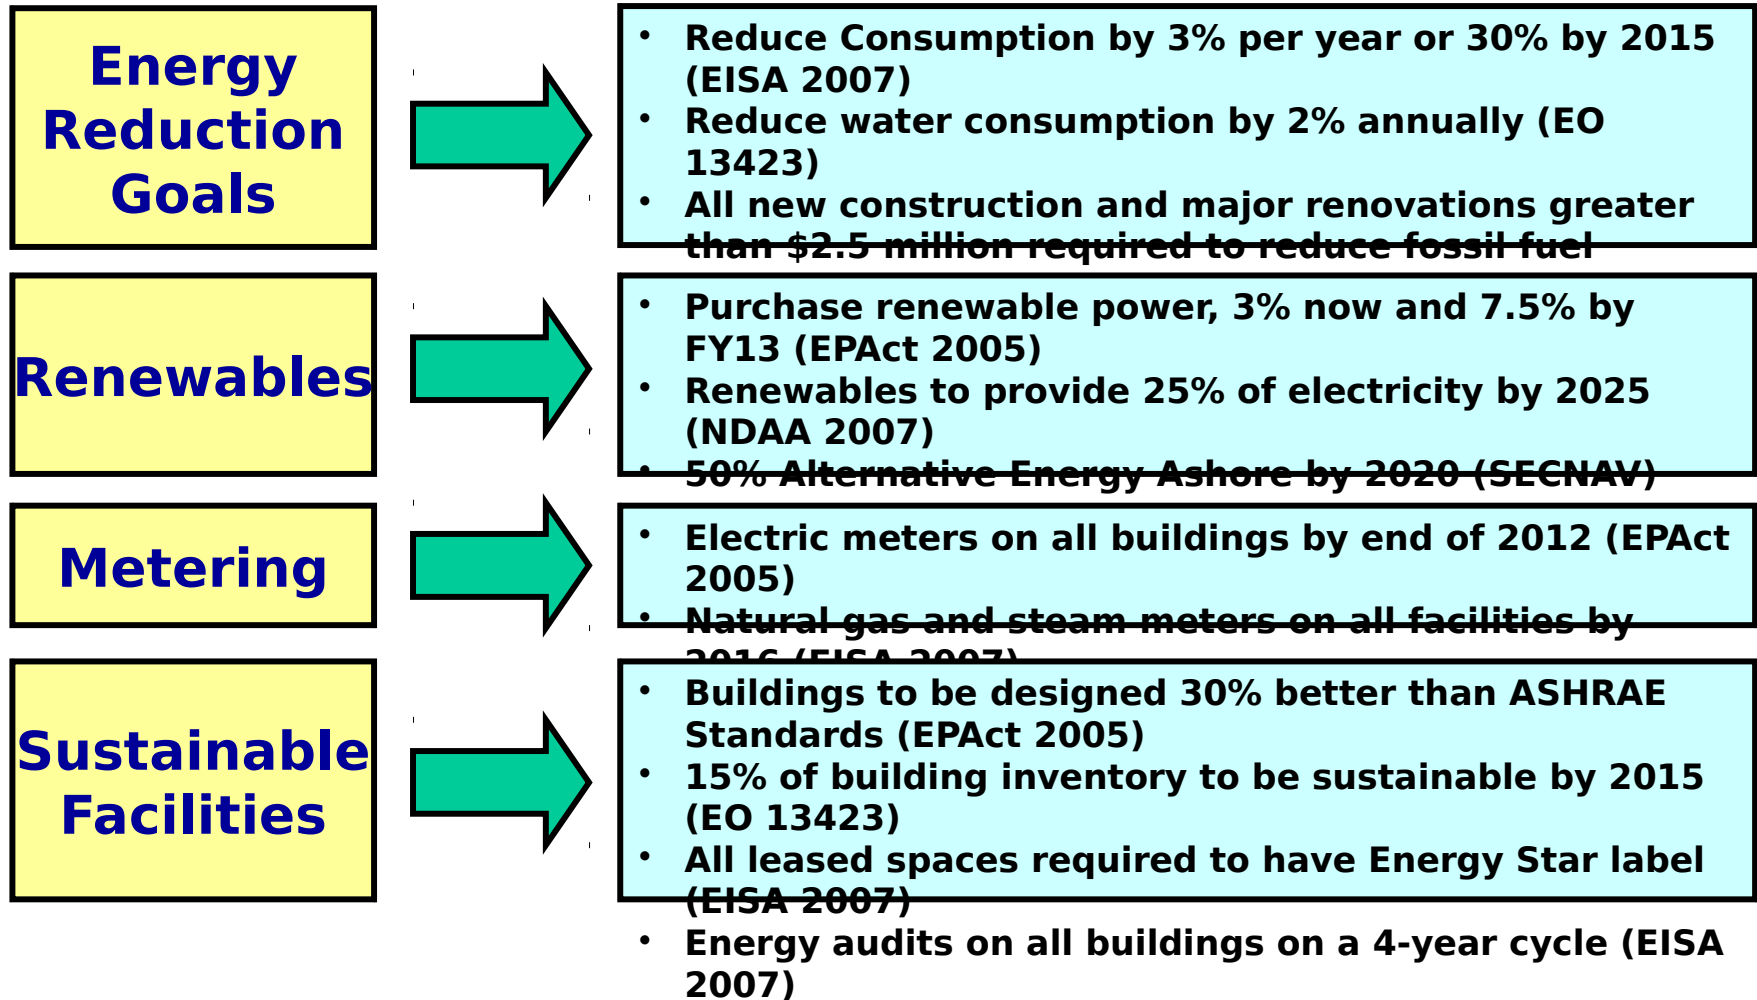 Energy
Reduction
Goals
• Reduce Consumption by 3% per year or 30% by 2015
(EISA 2007)
• Reduce water consumption by 2% annually (EO
13423)
• All new construction and major renovations greater
than $2.5 million required to reduce fossil fuel
Renewables
• Purchase renewable power, 3% now and 7.5% by
FY13 (EPAct 2005)
• Renewables to provide 25% of electricity by 2025
(NDAA 2007)
• 50% Alternative Energy Ashore by 2020 (SECNAV)
Metering
• Electric meters on all buildings by end of 2012 (EPAct
2005)
• Natural gas and steam meters on all facilities by
2016 (EISA 2007)
Sustainable
Facilities
• Buildings to be designed 30% better than ASHRAE
Standards (EPAct 2005)
• 15% of building inventory to be sustainable by 2015
(EO 13423)
• All leased spaces required to have Energy Star label
(EISA 2007)
• Energy audits on all buildings on a 4-year cycle (EISA
2007)